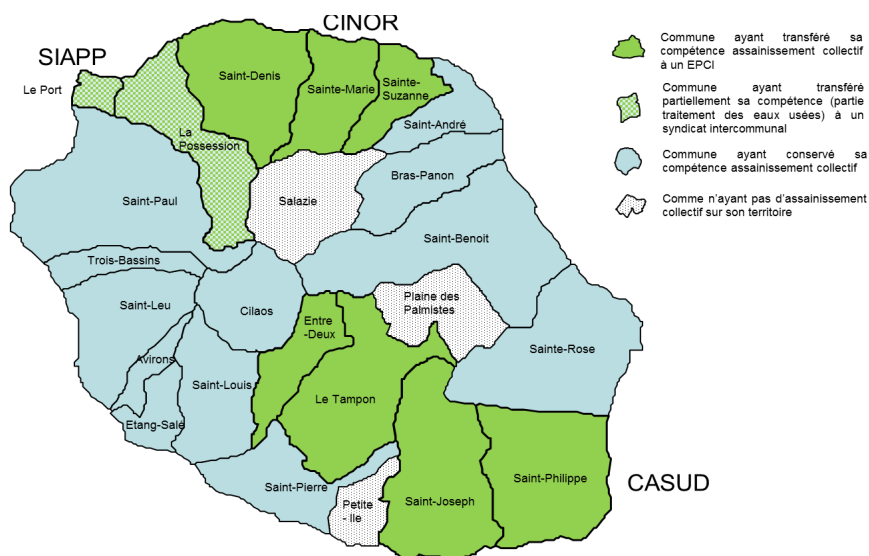 CINOR
SIAPP
Le Port
La
Possession
Saint-Denis
Sainte-Marie
Sainte-
Suzanne
Saint-André
Salazie
Bras-Panon
Saint-Paul
Saint-Benoit
Trois-Bassins
Saint-Leu
Cilaos
Entre
-Deux
Plaine des
Palmistes
Sainte-Rose
Avirons
Saint-Louis
Le Tampon
Etang-Salé
Saint-Pierre
Petite
- Ile
Saint-Joseph
Saint-Philippe
CASUD
Commune ayant transféré sa
compétence assainissement collectif
à un EPCI
Commune ayant transféré
partiellement sa compétence (partie
traitement des eaux usées) à un
syndicat intercommunal
Commune ayant conservé sa
compétence assainissement collectif
Comme n'ayant pas d'assainissement
collectif sur son territoire